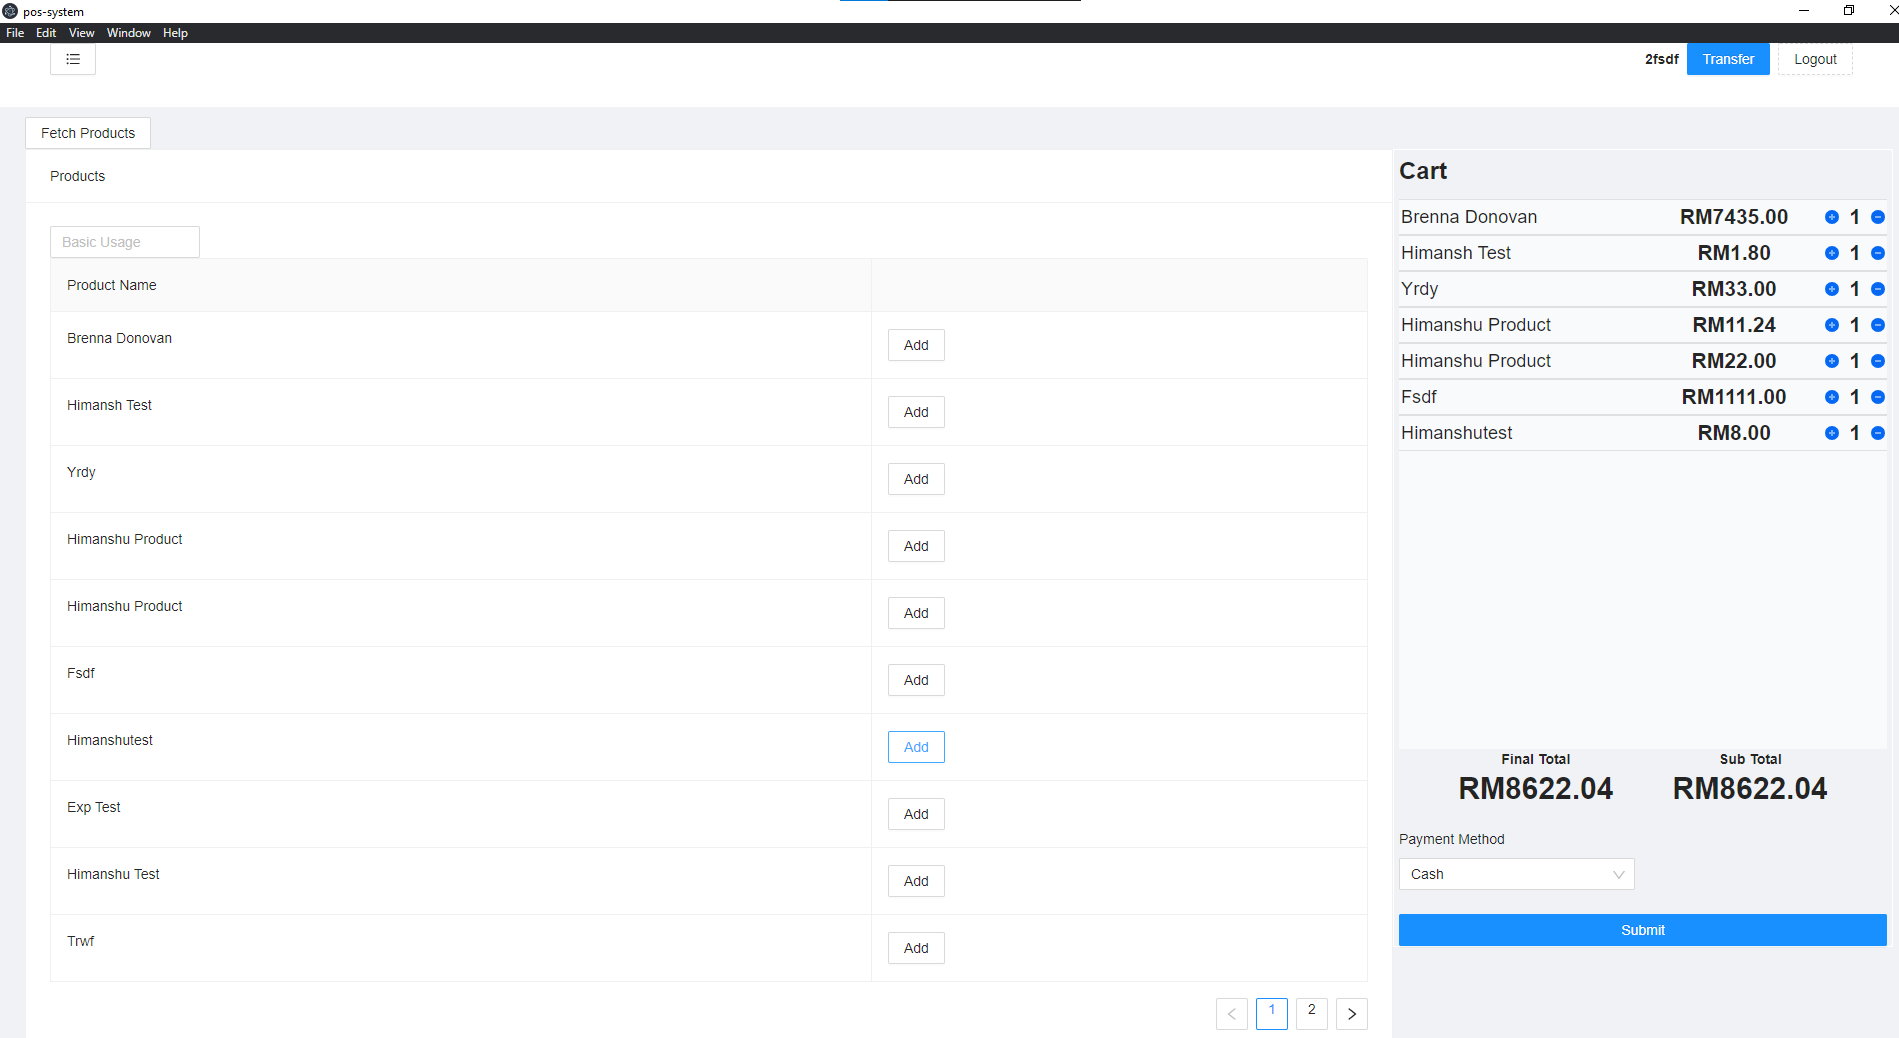 pos-system
File Edit View Window Help
2fsdf Transfer Logout
Fetch Products
Products
Basic Usage
Product Name
Brenna Donovan Add
Himansh Test Add
Yrdy Add
Himanshu Product Add
Himanshu Product Add
Fsdf Add
Himanshutest Add
Exp Test Add
Himanshu Test Add
Trwf Add
1 2
Cart
Brenna Donovan RM7435.00 1
Himansh Test RM1.80 1
Yrdy RM33.00 1
Himanshu Product RM11.24 1
Himanshu Product RM22.00 1
Fsdf RM1111.00 1
Himanshutest RM8.00 1
Final Total Sub Total
RM8622.04 RM8622.04
Payment Method
Cash
Submit